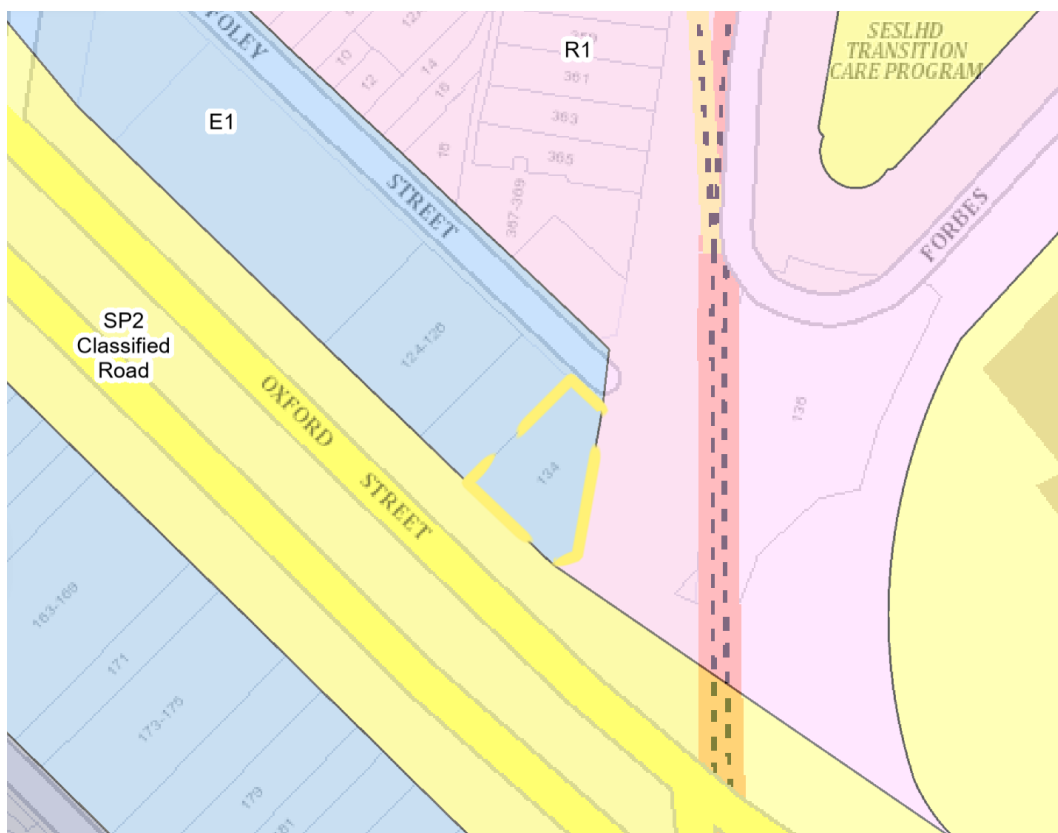 FOLEY
STREET
E1
R1
10
12
14
16
361
363
365
367-369
SESLHD
TRANSITION
CARE PROGRAM
FORBES
SP2
Classified
Road
124-126
134
136
OXFORD
STREET
163-169
171
173-175
179